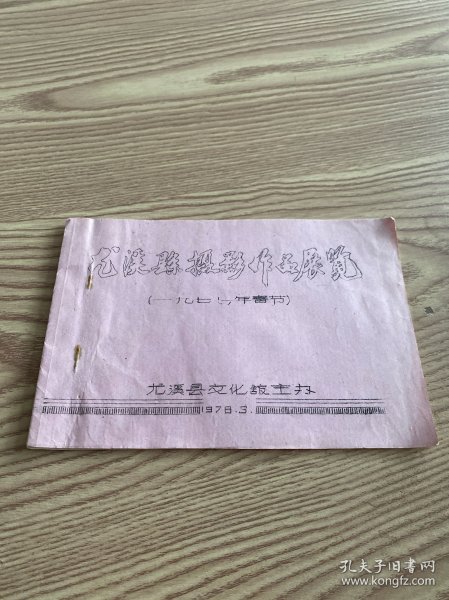 尤溪縣摄影作品展览
(一九七八年春节)
尤溪县文化馆主办
1978.3.
孔夫子旧书网
www.kongfz.com